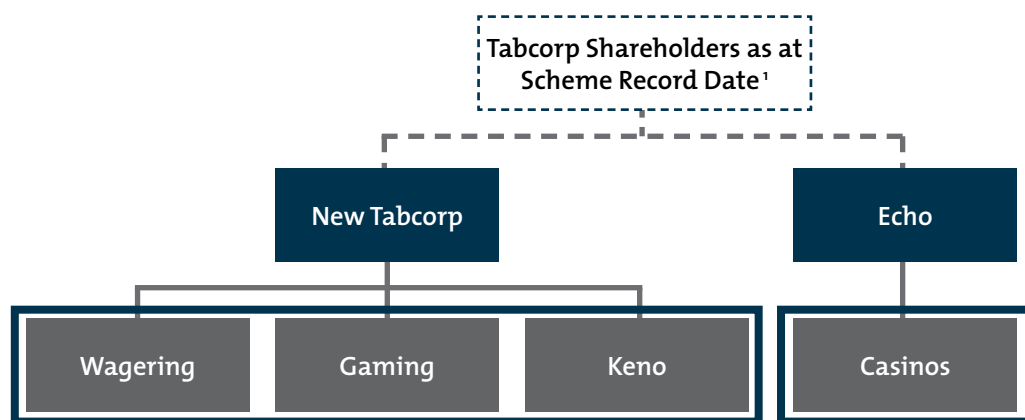 Tabcorp Shareholders as at
Scheme Record Date¹
New Tabcorp
Echo
Wagering
Gaming
Keno
Casinos